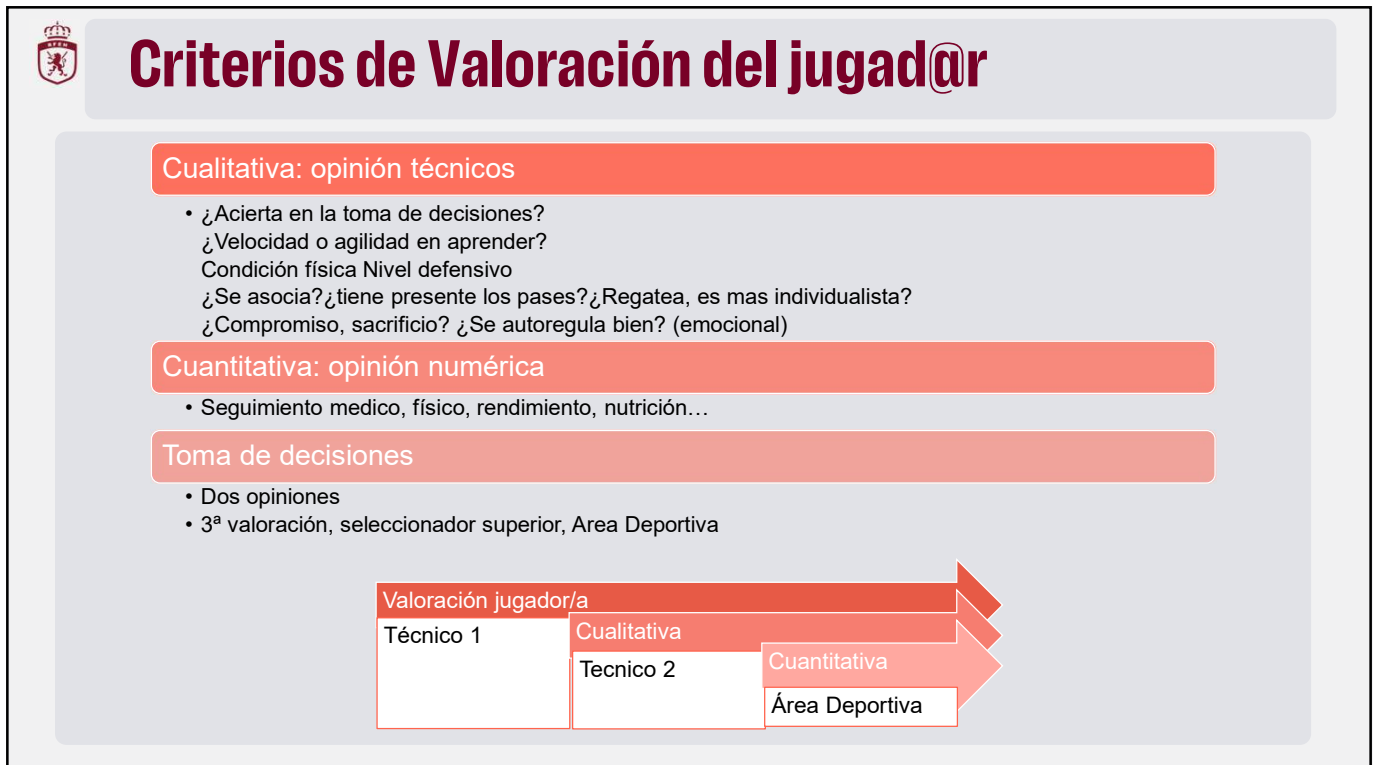 RFEH
Criterios de Valoración del jugad@r
Cualitativa: opinión técnicos
• ¿Acierta en la toma de decisiones?
¿Velocidad o agilidad en aprender?
Condición física Nivel defensivo
¿Se asocia?¿tiene presente los pases?¿Regatea, es mas individualista?
¿Compromiso, sacrificio? ¿Se autoregula bien? (emocional)
Cuantitativa: opinión numérica
• Seguimiento medico, físico, rendimiento, nutrición…
Toma de decisiones
• Dos opiniones
• 3ª valoración, seleccionador superior, Area Deportiva
Valoración jugador/a
Técnico 1
Cualitativa
Tecnico 2
Cuantitativa
Área Deportiva